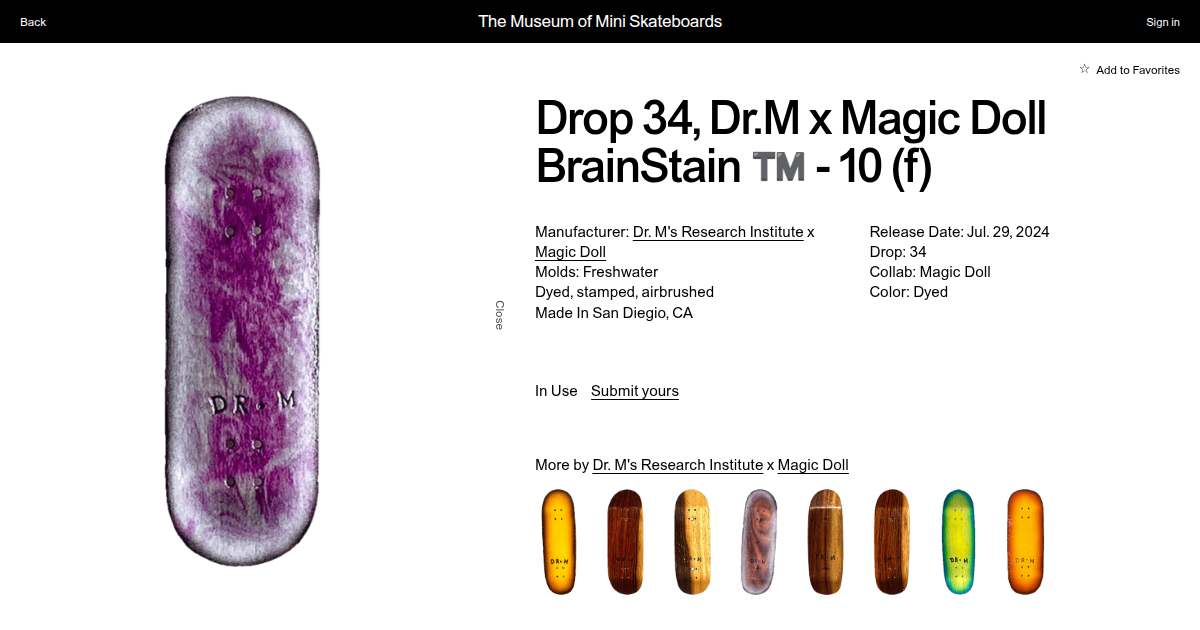 Back
The Museum of Mini Skateboards
Sign in
☆ Add to Favorites
Drop 34, Dr.M x Magic Doll
BrainStain ™️ - 10 (f)
Manufacturer: Dr. M's Research Institute x
Magic Doll
Molds: Freshwater
Dyed, stamped, airbrushed
Made In San Diegio, CA
Release Date: Jul. 29, 2024
Drop: 34
Collab: Magic Doll
Color: Dyed
Close
DR M
In Use Submit yours
More by Dr. M's Research Institute x Magic Doll